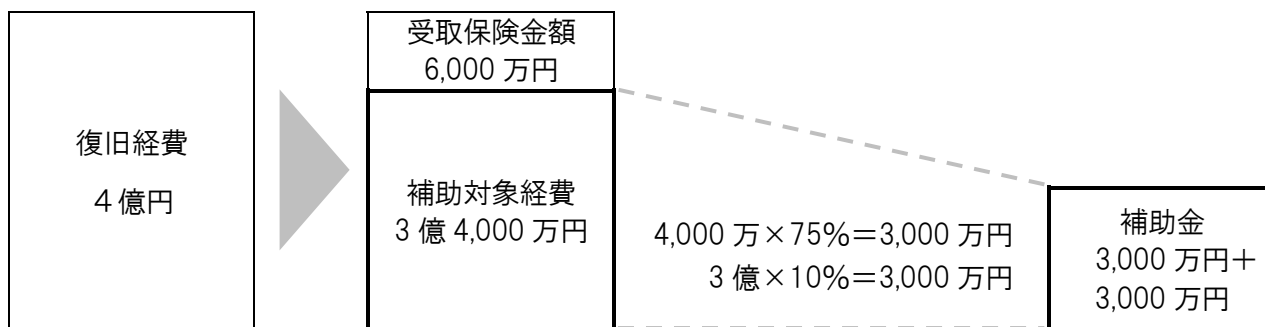 復旧経費
４億円
受取保険金額
6,000 万円
補助対象経費
3 億 4,000 万円
4,000 万×75%＝3,000 万円
3 億×10%＝3,000 万円
補助金
3,000 万円＋
3,000 万円